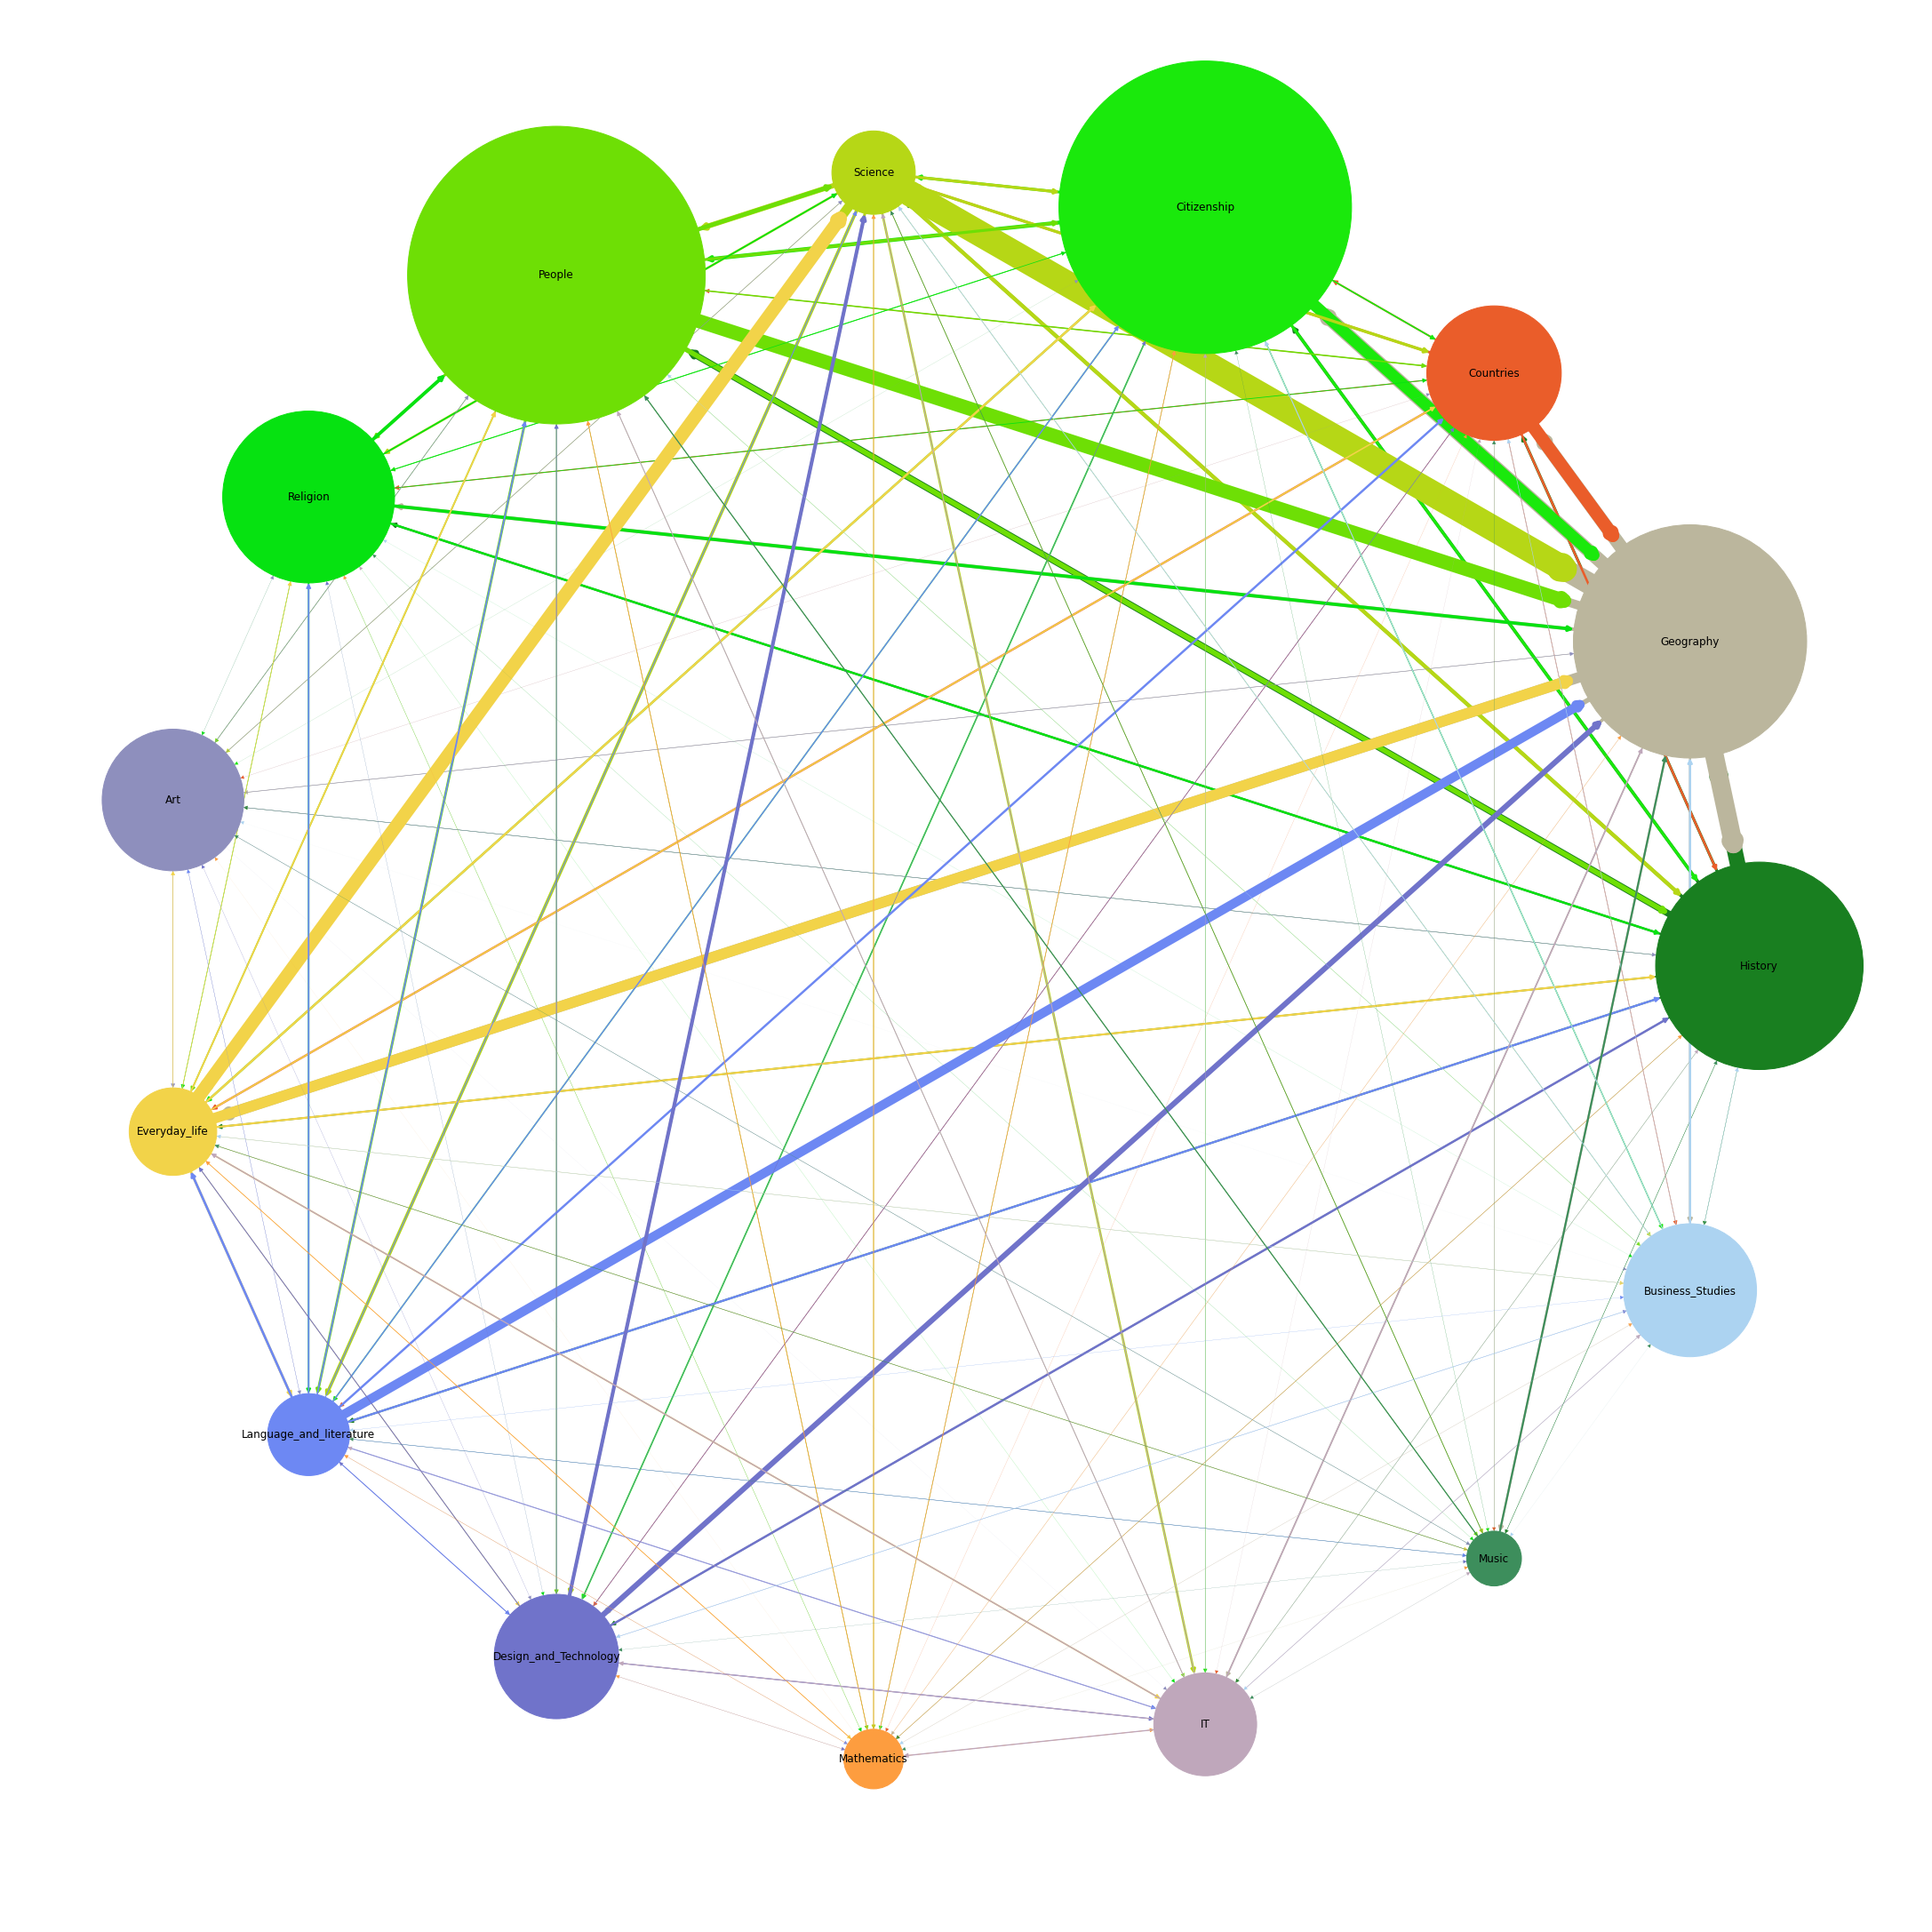 Science
Citizenship
People
Countries
Religion
Geography
Art
History
Everyday_life
Business_Studies
Language_and_literature
Music
Design_and_Technology
IT
Mathematics